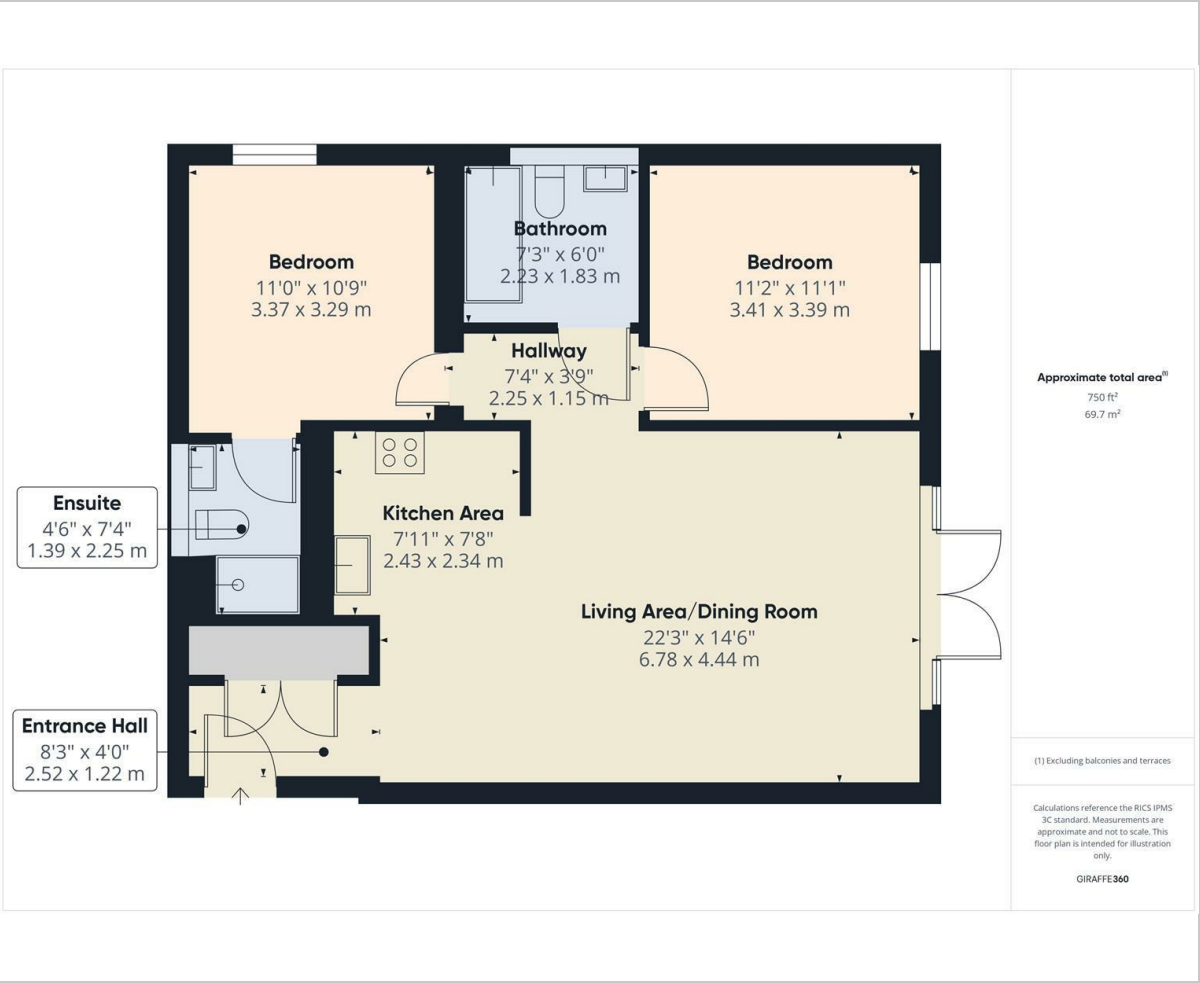 Bedroom
11'0" x 10'9"
3.37 x 3.29 m
Bathroom
7'3" x 6'0"
2.23 x 1.83 m
Bedroom
11'2" x 11'1"
3.41 x 3.39 m
Hallway
7'4" x 3'9"
2.25 x 1.15 m
Ensuite
4'6" x 7'4"
1.39 x 2.25 m
Kitchen Area
7'11" x 7'8"
2.43 x 2.34 m
Living Area/Dining Room
22'3" x 14'6"
6.78 x 4.44 m
Entrance Hall
8'3" x 4'0"
2.52 x 1.22 m
Approximate total area(1)
750 ft²
69.7 m²
(1) Excluding balconies and terraces
Calculations reference the RICS IPMS
3C standard. Measurements are
approximate and not to scale. This
floor plan is intended for illustration
only.
GIRAFFE360